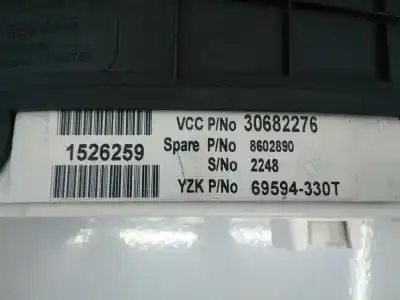 VCC P/No 30682276
1526259 Spare P/No 8602890
S/No 2248
YZK P/No 69594-330T